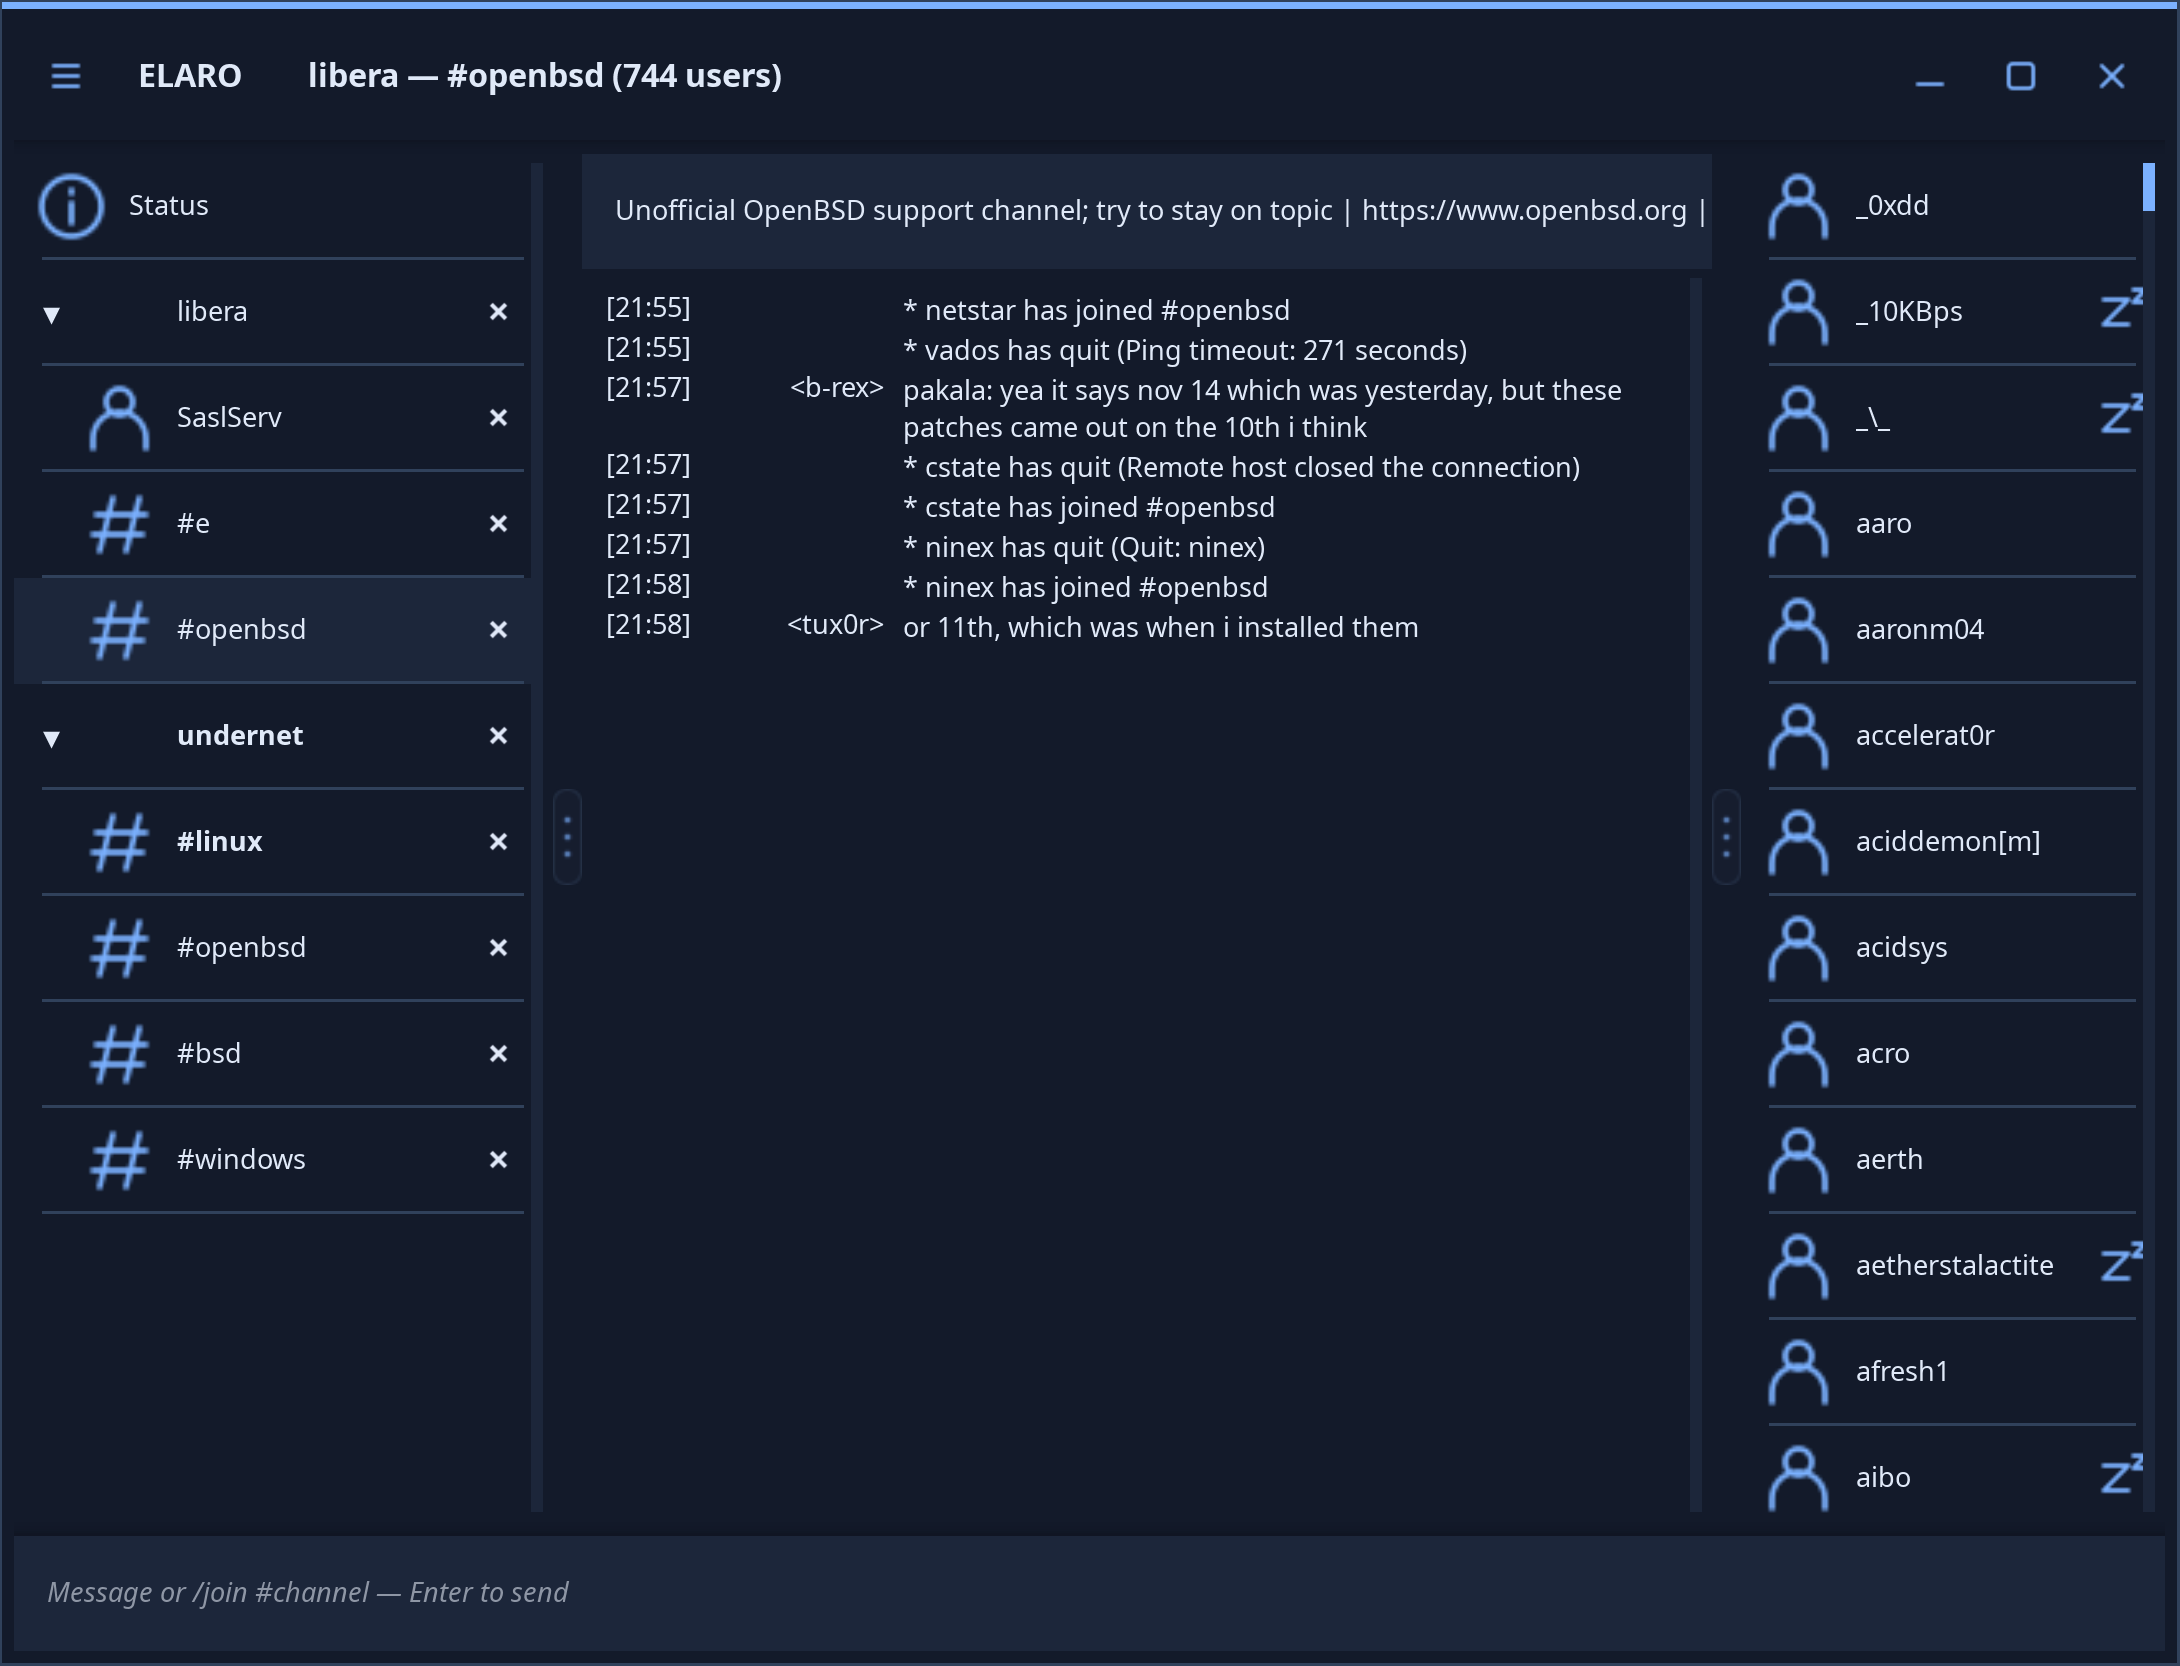 ELARO libera — #openbsd (744 users)
Status
libera
SaslServ
#e
#openbsd
undernet
#linux
#openbsd
#bsd
#windows
Unofficial OpenBSD support channel; try to stay on topic | https://www.openbsd.org |
[21:55] * netstar has joined #openbsd
[21:55] * vados has quit (Ping timeout: 271 seconds)
[21:57] <b-rex> pakala: yea it says nov 14 which was yesterday, but these
patches came out on the 10th i think
[21:57] * cstate has quit (Remote host closed the connection)
[21:57] * cstate has joined #openbsd
[21:57] * ninex has quit (Quit: ninex)
[21:58] * ninex has joined #openbsd
[21:58] <tux0r> or 11th, which was when i installed them
_0xdd
_10KBps
_\_
aaro
aaronm04
accelerat0r
aciddemon[m]
acidsys
acro
aerth
aetherstalactite
afresh1
aibo
Message or /join #channel — Enter to send